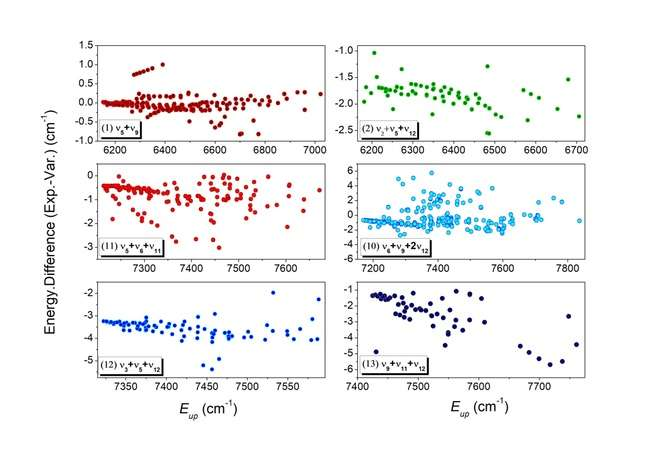 Energy.Difference (Exp.-Var.) (cm⁻¹)
1.5
1.0
0.5
0.0
-0.5
-1.0
(1) ν₅+ν₉
6200 6400 6600 6800 7000
-1.0
-1.5
-2.0
-2.5
(2) ν₂+ν₅+ν₁₂
6200 6300 6400 6500 6600 6700
0
-1
-2
-3
(11) ν₅+ν₆+ν₁₁
7300 7400 7500 7600
6
4
2
0
-2
-4
-6
(10) ν₆+ν₉+2ν₁₂
7200 7400 7600 7800
-2
-3
-4
-5
(12) ν₃+ν₅+ν₁₂
7350 7400 7450 7500 7550
E_up (cm⁻¹)
-1
-2
-3
-4
-5
-6
(13) ν₉+ν₁₁+ν₁₂
7400 7500 7600 7700
E_up (cm⁻¹)